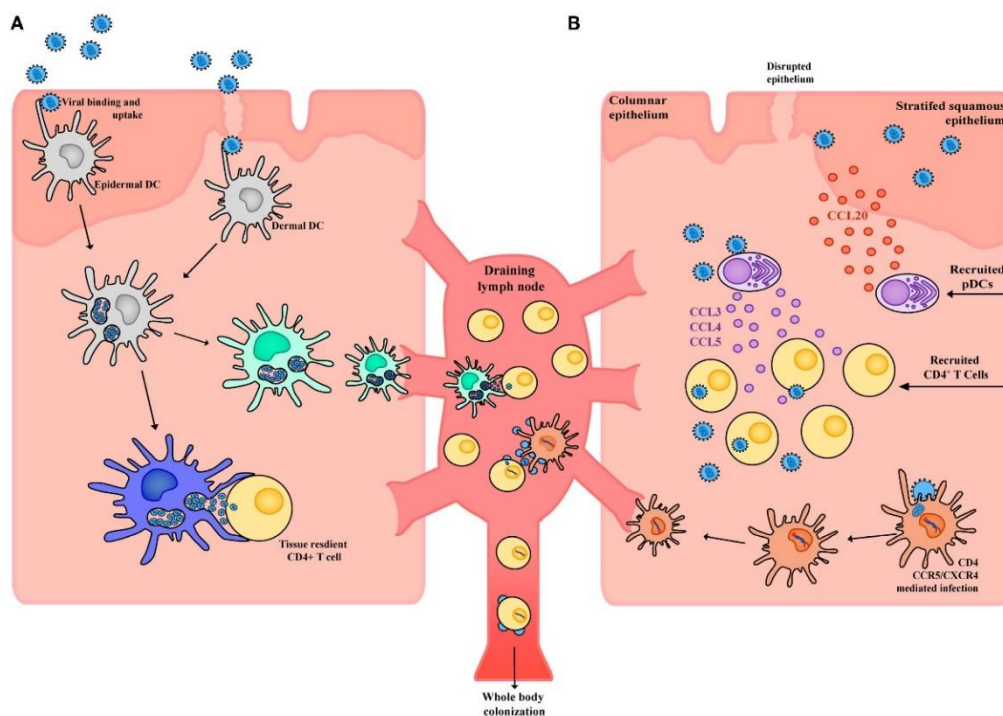 A
B
Viral binding and
uptake
Epidermal DC
Dermal DC
Tissue resdient
CD4+ T cell
Draining
lymph node
Whole body
colonization
Columnar
epithelium
Disrupted
epithelium
Stratifed squamous
epithelium
CCL20
Recruited
pDCs
CCL3
CCL4
CCL5
Recruited
CD4⁺ T Cells
CD4
CCR5/CXCR4
mediated infection